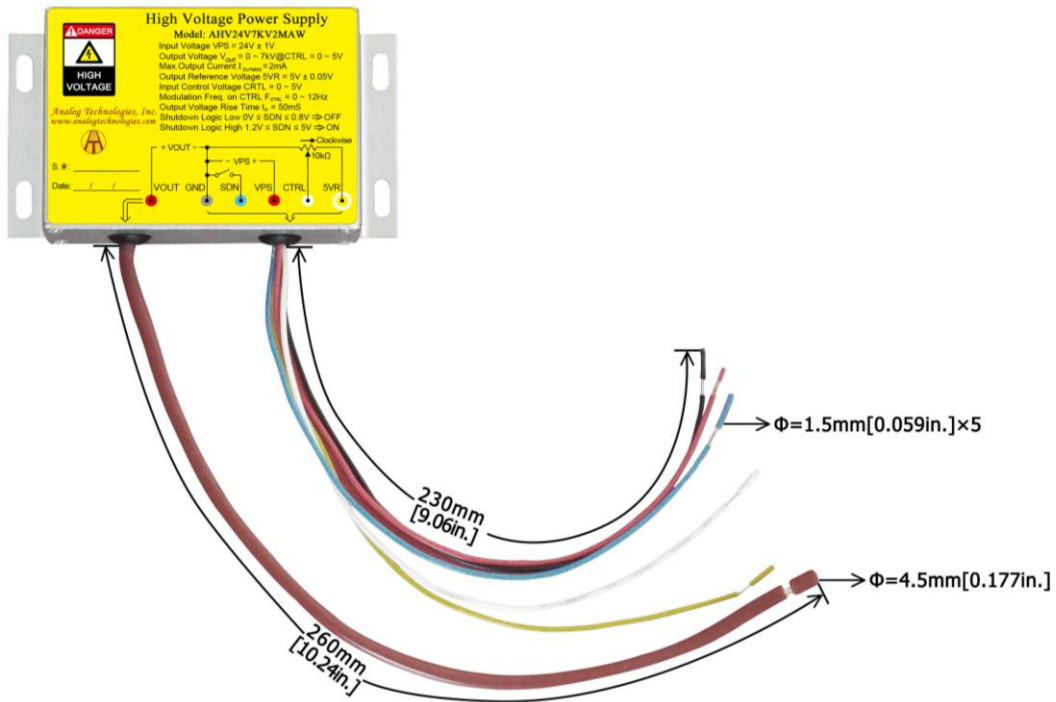 High Voltage Power Supply
Model: AHV24V7KV2MAW
DANGER
HIGH
VOLTAGE
Input Voltage VPS = 24V ± 1V
Output Voltage VOUT = 0 ~ 7kV@CTRL = 0 ~ 5V
Max.Output Current IOUTMAX = 2mA
Output Reference Voltage 5VR = 5V ± 0.05V
Input Control Voltage CRTL = 0 ~ 5V
Modulation Freq. on CTRL FCTRL = 0 ~ 12Hz
Output Voltage Rise Time tr = 50mS
Shutdown Logic Low 0V ≤ SDN ≤ 0.8V ⇒ OFF
Shutdown Logic High 1.2V ≤ SDN ≤ 5V ⇒ ON
Analog Technologies, Inc.
www.analogtechnologies.com
AT
S. #:
Date: / /
Clockwise
+ VOUT −
10kΩ
− VPS +
VOUT GND SDN VPS CTRL 5VR
Φ=1.5mm[0.059in.]×5
230mm
[9.06in.]
Φ=4.5mm[0.177in.]
260mm
[10.24in.]